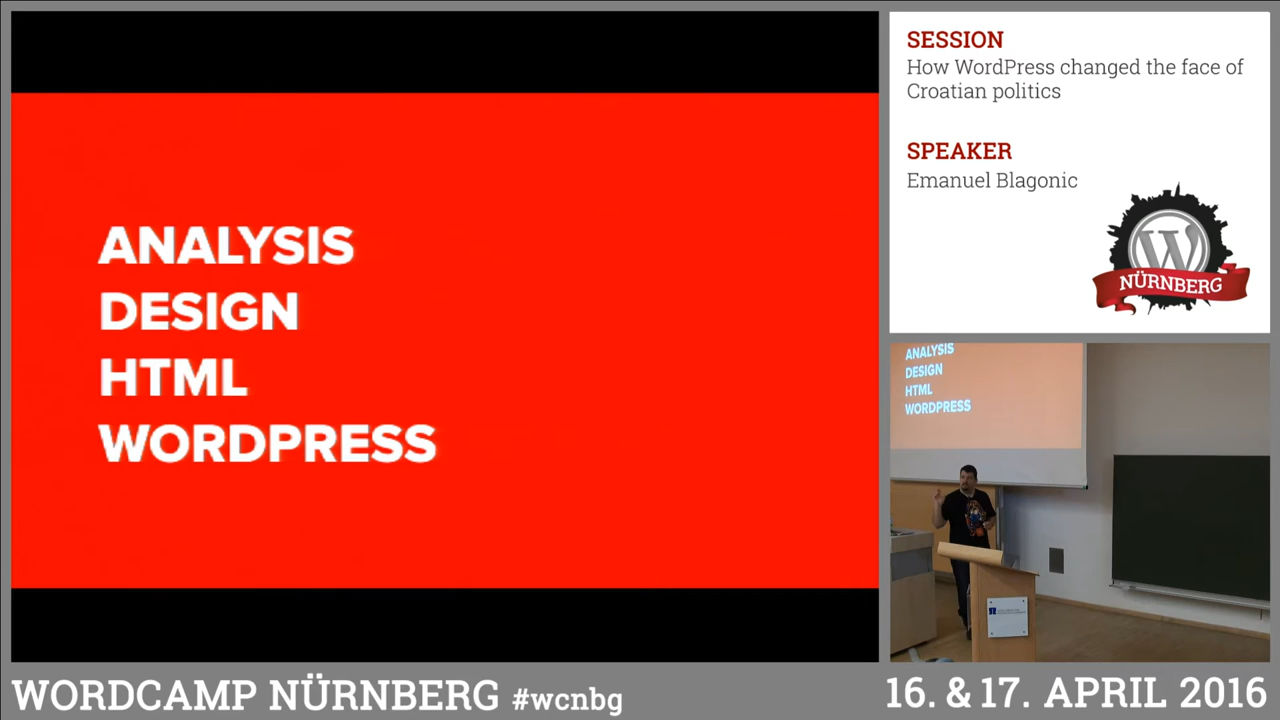 ANALYSIS
DESIGN
HTML
WORDPRESS
SESSION
How WordPress changed the face of
Croatian politics
SPEAKER
Emanuel Blagonic
NÜRNBERG
ANALYSIS
DESIGN
HTML
WORDPRESS
WORDCAMP NÜRNBERG #wcnbg
16. & 17. APRIL 2016